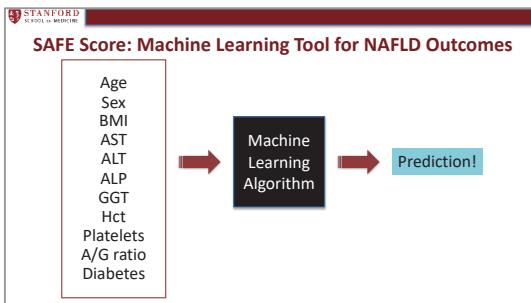 STANFORD
SCHOOL OF MEDICINE
SAFE Score: Machine Learning Tool for NAFLD Outcomes
Age
Sex
BMI
AST
ALT
ALP
GGT
Hct
Platelets
A/G ratio
Diabetes
Machine
Learning
Algorithm
Prediction!